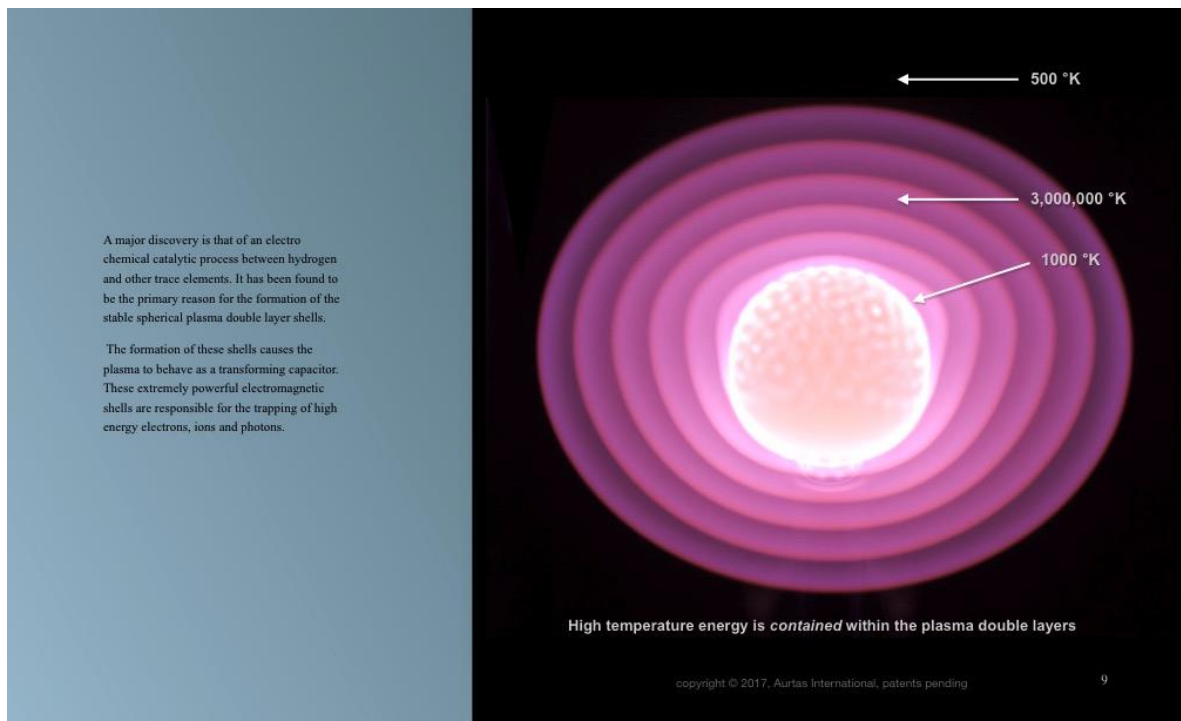 A major discovery is that of an electro
chemical catalytic process between hydrogen
and other trace elements. It has been found to
be the primary reason for the formation of the
stable spherical plasma double layer shells.
The formation of these shells causes the
plasma to behave as a transforming capacitor.
These extremely powerful electromagnetic
shells are responsible for the trapping of high
energy electrons, ions and photons.
500 °K
3,000,000 °K
1000 °K
High temperature energy is contained within the plasma double layers
copyright © 2017, Aurtas International, patents pending
9